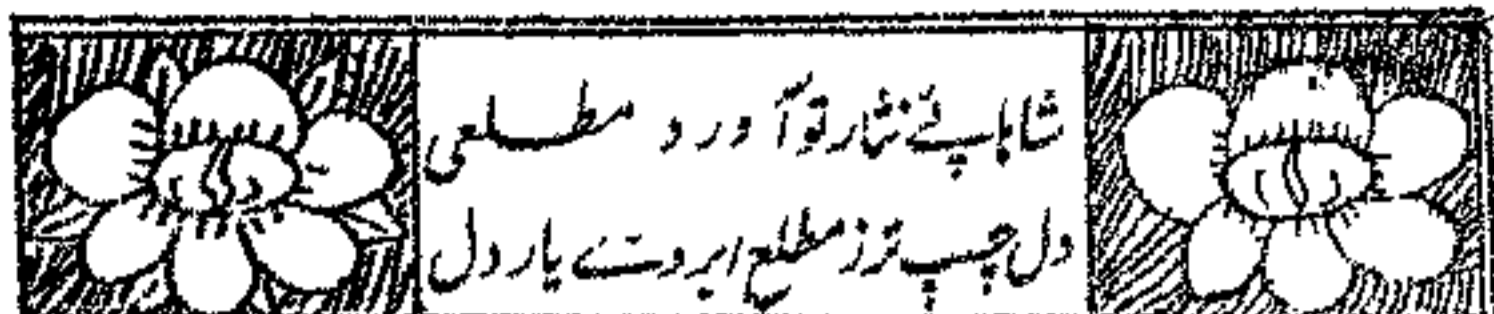 شاہا پئے نثار تو آورد مطلعی
دل چسپ تر ز مطلع ابروئے یار دل